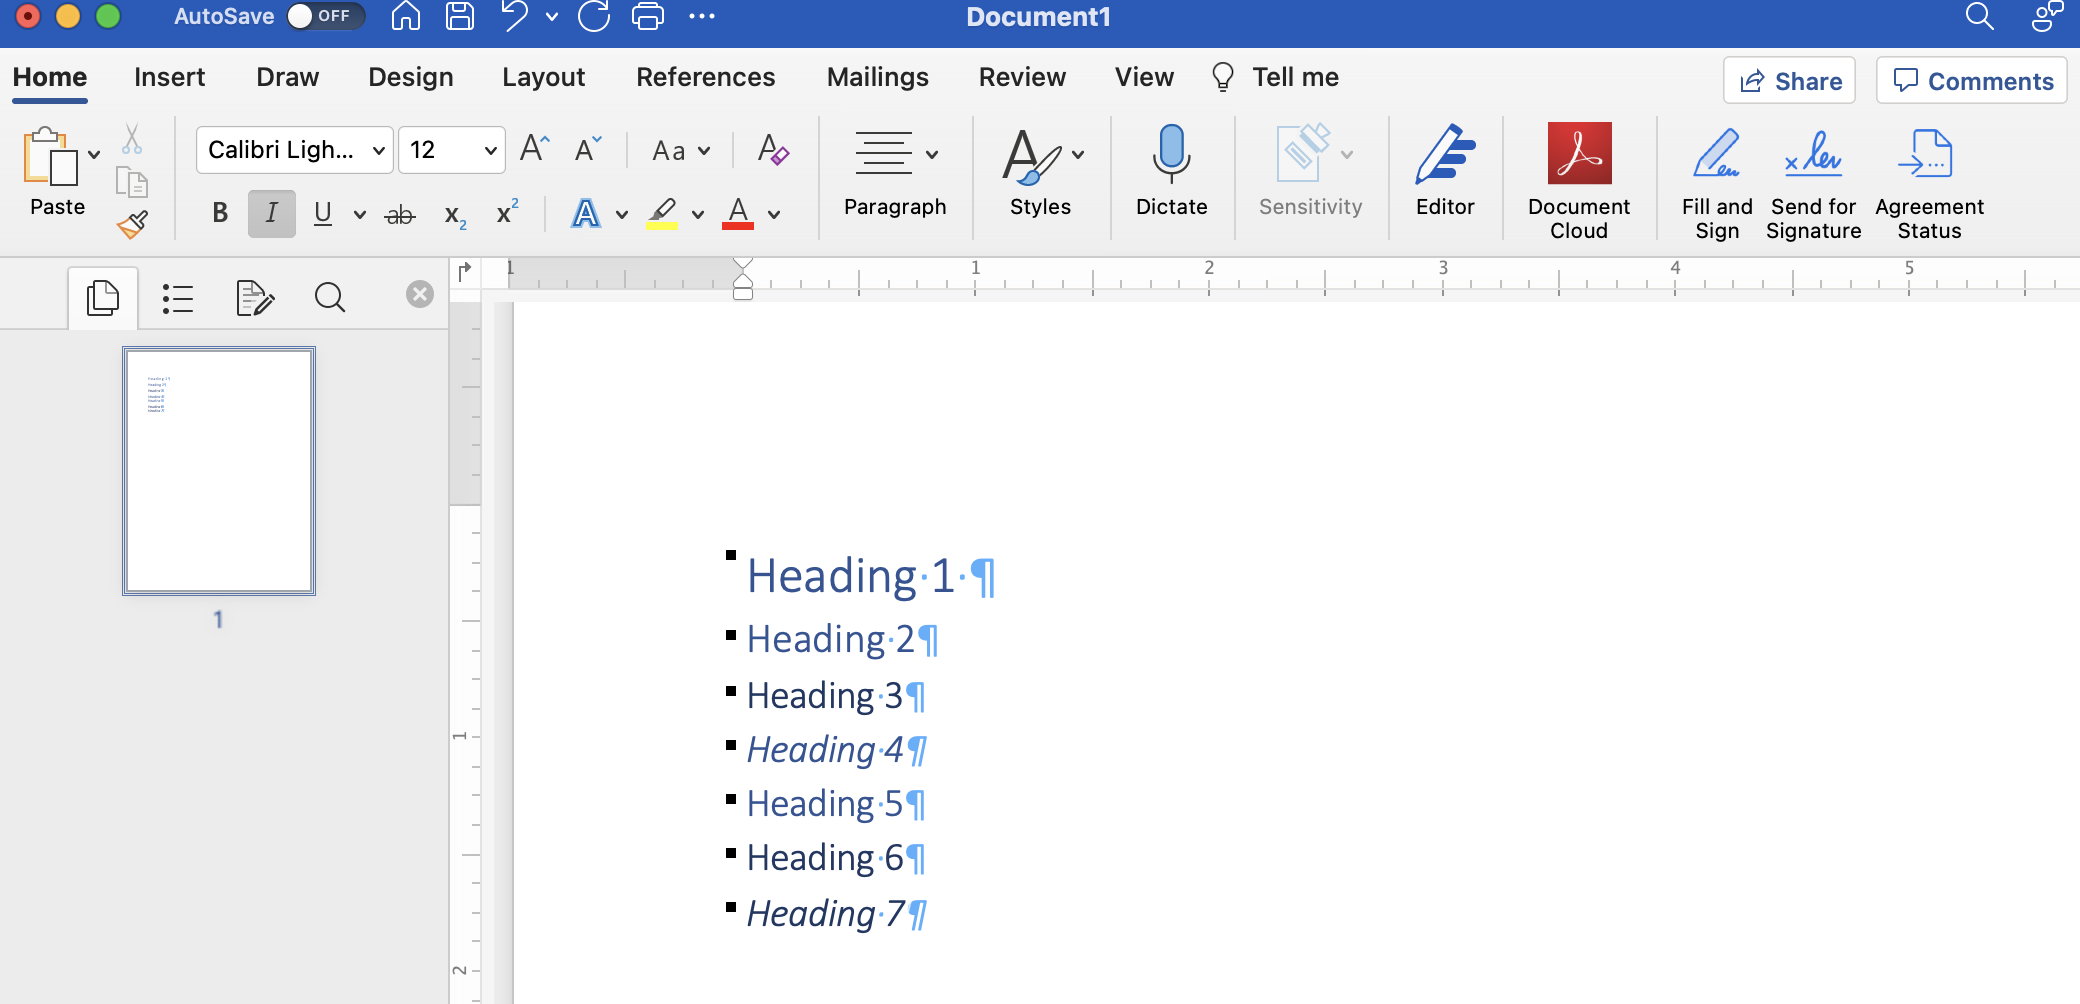 AutoSave OFF Document1
Home Insert Draw Design Layout References Mailings Review View Tell me Share Comments
Calibri Ligh... 12 Aa
Paste B I U ab x2 x2 A A Paragraph Styles Dictate Sensitivity Editor Document Cloud Fill and Sign Send for Signature Agreement Status
1 1 2 3 4 5
Heading 1 ¶
Heading 2¶
Heading 3¶
Heading 4¶
Heading 5¶
Heading 6¶
Heading 7¶
1
1
2